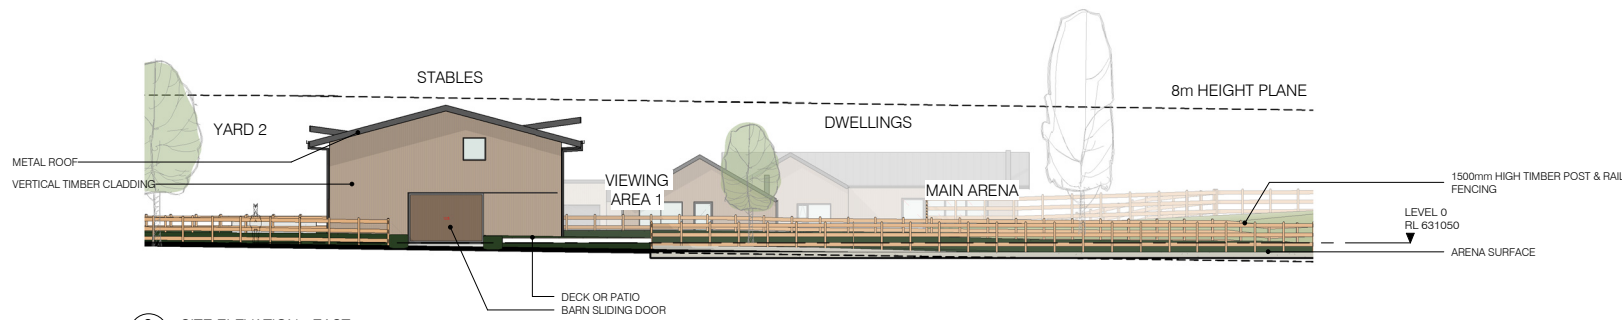 STABLES
8m HEIGHT PLANE
YARD 2
DWELLINGS
METAL ROOF
VERTICAL TIMBER CLADDING
VIEWING
AREA 1
MAIN ARENA
1500mm HIGH TIMBER POST & RAIL
FENCING
LEVEL 0
RL 631050
ARENA SURFACE
DECK OR PATIO
BARN SLIDING DOOR